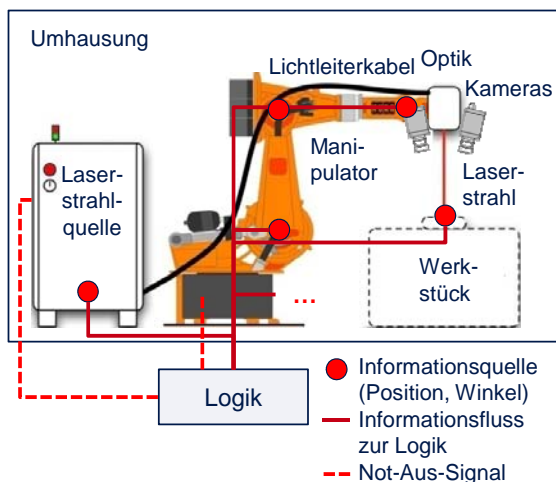 Umhausung
Lichtleiterkabel
Optik
Kameras
Mani-
pulator
Laser-
strahl-
quelle
Laser-
strahl
Werk-
stück
...
Logik
Informationsquelle
(Position, Winkel)
Informationsfluss
zur Logik
Not-Aus-Signal